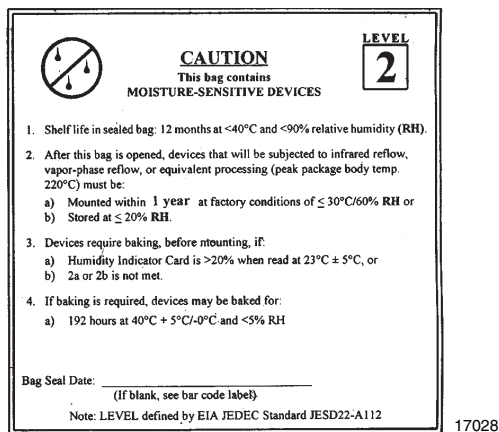 LEVEL
2
CAUTION
This bag contains
MOISTURE-SENSITIVE DEVICES
1. Shelf life in sealed bag: 12 months at <40°C and <90% relative humidity (RH).
2. After this bag is opened, devices that will be subjected to infrared reflow,
vapor-phase reflow, or equivalent processing (peak package body temp.
220°C) must be:
a) Mounted within 1 year at factory conditions of ≤ 30°C/60% RH or
b) Stored at ≤ 20% RH.
3. Devices require baking, before mounting, if:
a) Humidity Indicator Card is >20% when read at 23°C ± 5°C, or
b) 2a or 2b is not met.
4. If baking is required, devices may be baked for:
a) 192 hours at 40°C + 5°C/-0°C and <5% RH
Bag Seal Date: ____________________
(If blank, see bar code label)
Note: LEVEL defined by EIA JEDEC Standard JESD22-A112
17028